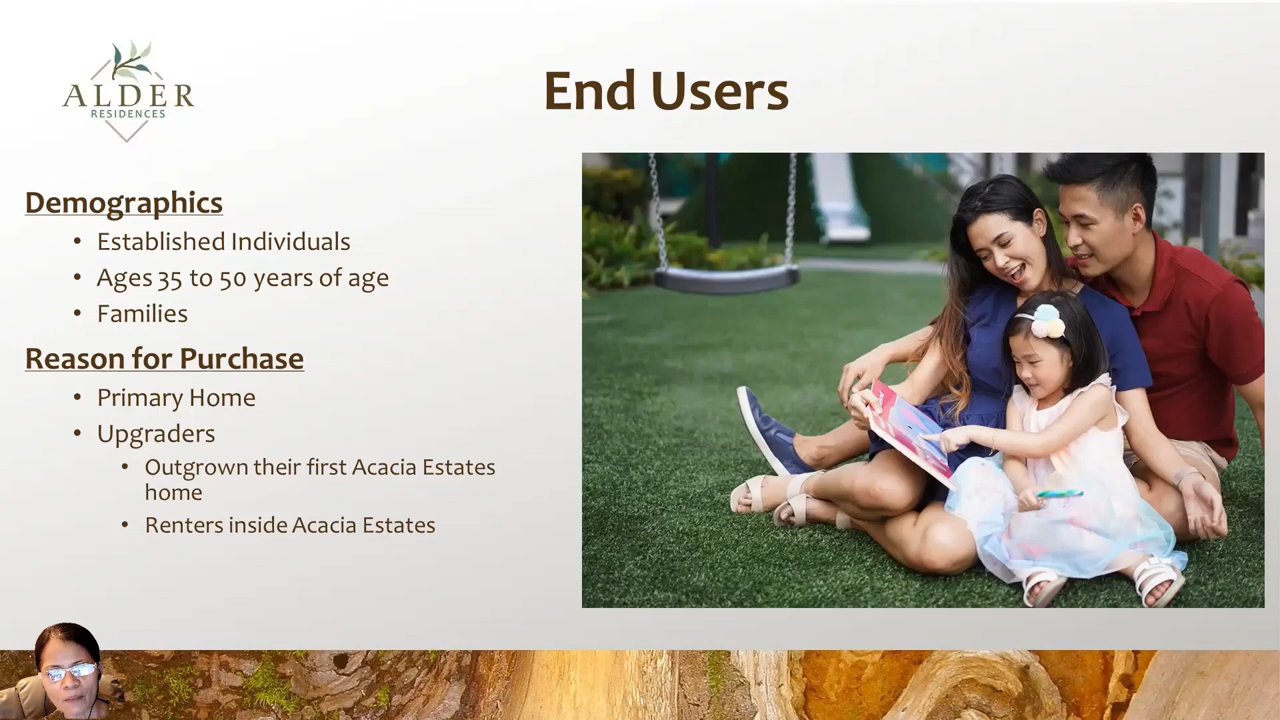 ALDER
RESIDENCES
End Users
Demographics
• Established Individuals
• Ages 35 to 50 years of age
• Families
Reason for Purchase
• Primary Home
• Upgraders
• Outgrown their first Acacia Estates
home
• Renters inside Acacia Estates